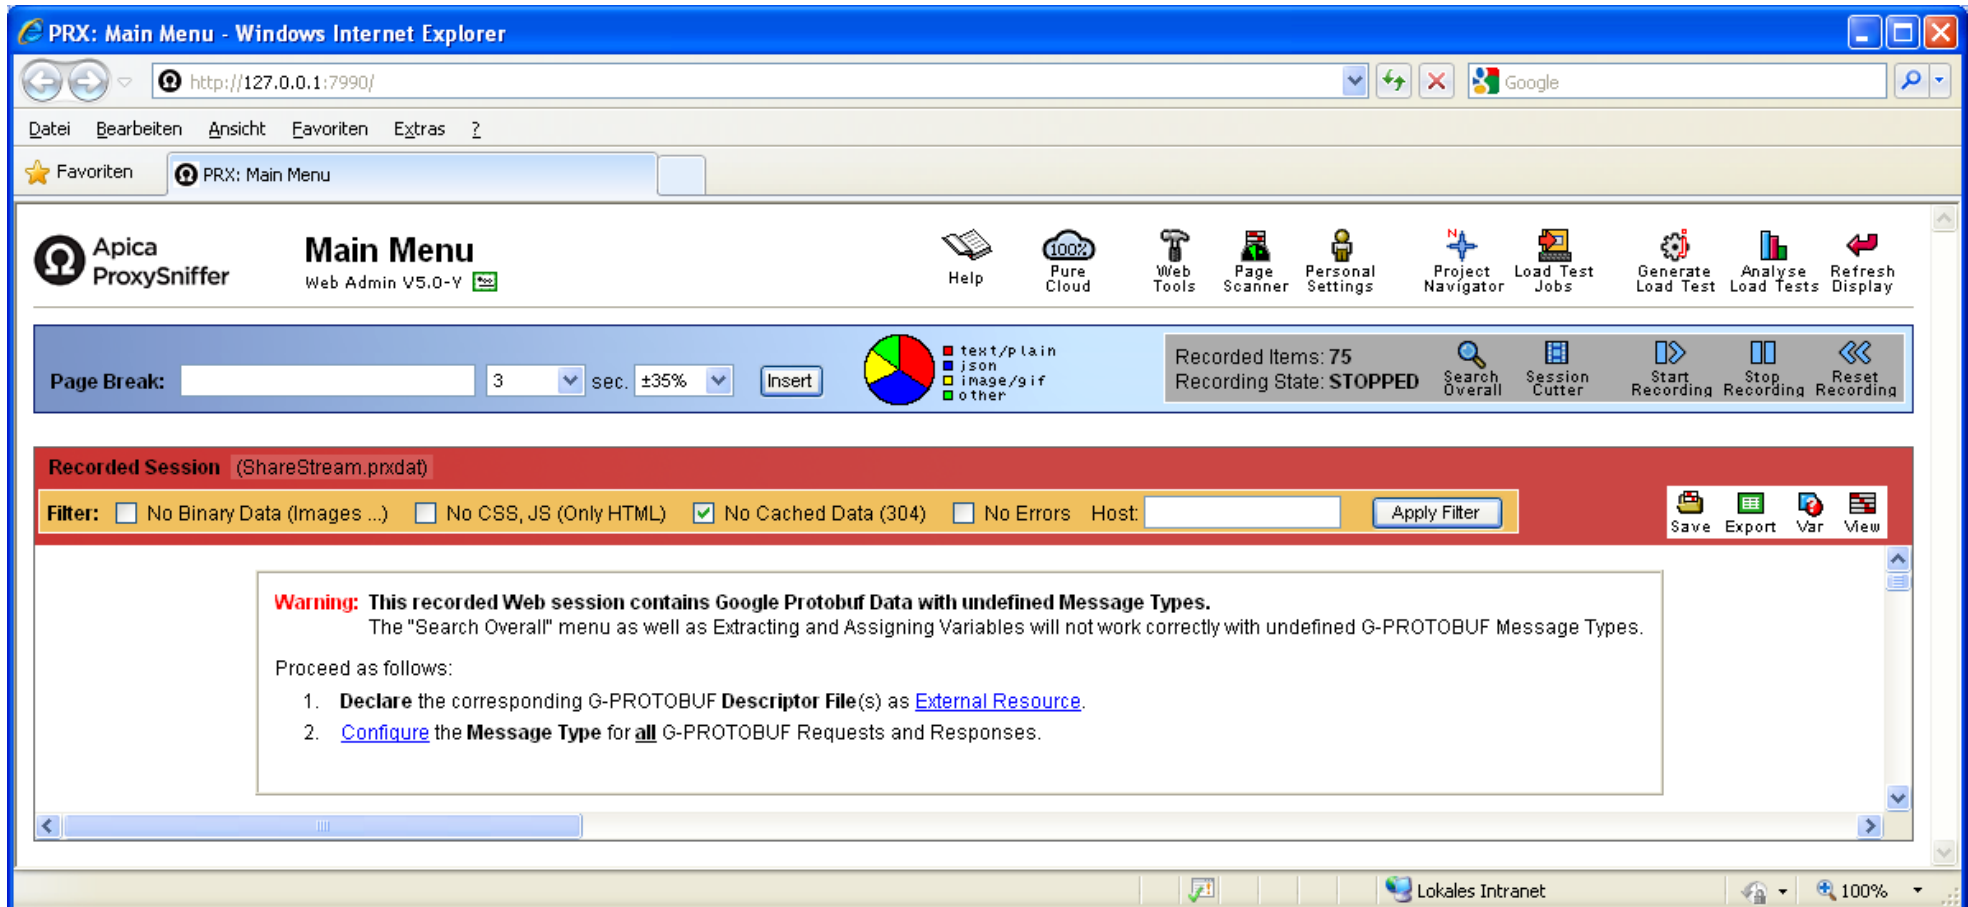 PRX: Main Menu - Windows Internet Explorer
http://127.0.0.1:7990/
Google
Datei Bearbeiten Ansicht Favoriten Extras ?
Favoriten
PRX: Main Menu
Apica ProxySniffer
Main Menu
Web Admin V5.0-Y
Help
100% Pure Cloud
Web Tools
Page Scanner
Personal Settings
N
Project Navigator
Load Test Jobs
Generate Load Test
Analyse Load Tests
Refresh Display
Page Break:
3
sec.
±35%
Insert
text/plain
json
image/gif
other
Recorded Items: 75
Recording State: STOPPED
Search Overall
Session Cutter
Start Recording
Stop Recording
Reset Recording
Recorded Session (ShareStream.prxdat)
Filter: No Binary Data (Images ...) No CSS, JS (Only HTML) No Cached Data (304) No Errors Host: Apply Filter
Save Export Var View
Warning: This recorded Web session contains Google Protobuf Data with undefined Message Types.
The "Search Overall" menu as well as Extracting and Assigning Variables will not work correctly with undefined G-PROTOBUF Message Types.
Proceed as follows:
1. Declare the corresponding G-PROTOBUF Descriptor File(s) as External Resource.
2. Configure the Message Type for all G-PROTOBUF Requests and Responses.
Lokales Intranet
100%